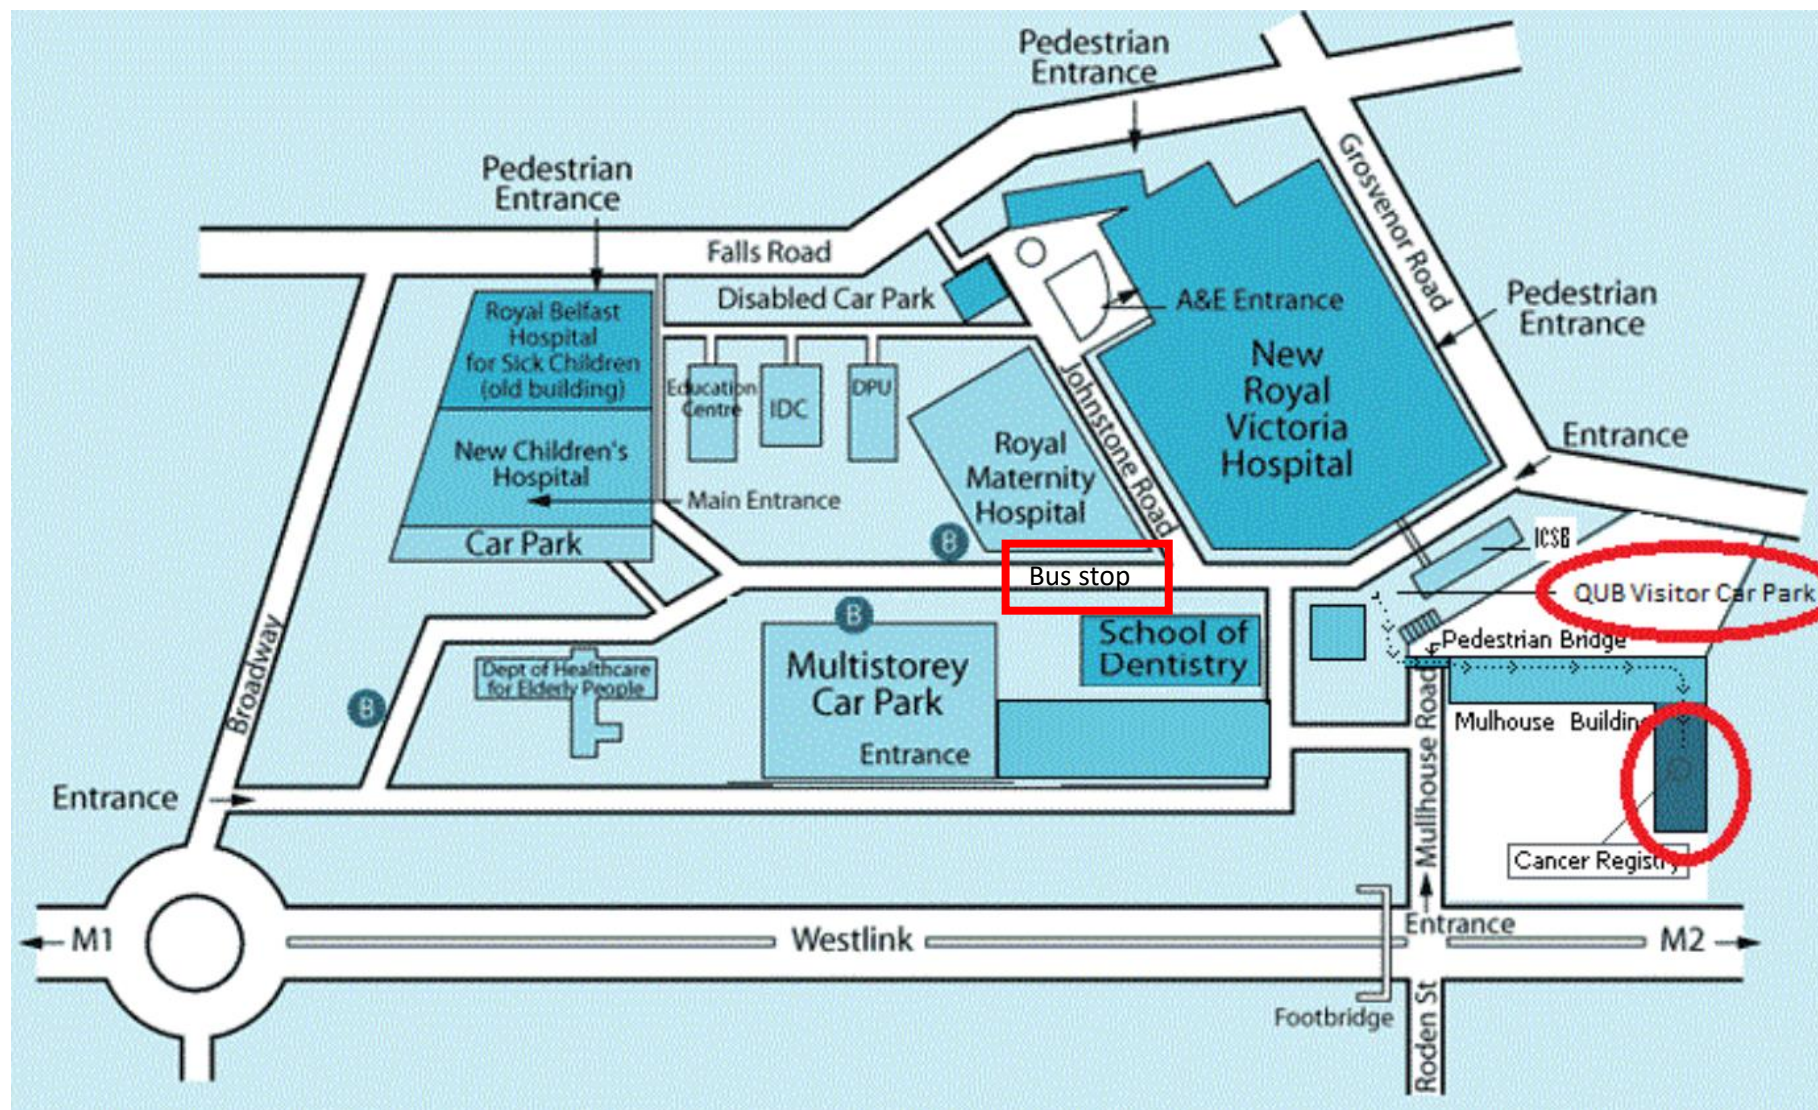 Pedestrian
Entrance
Pedestrian
Entrance
Falls Road
Grosvenor Road
Disabled Car Park
A&E Entrance
Pedestrian
Entrance
Royal Belfast
Hospital
for Sick Children
(old building)
Education
Centre
IDC
DPU
Johnstone Road
New
Royal
Victoria
Hospital
Entrance
New Children's
Hospital
Main Entrance
Royal
Maternity
Hospital
Car Park
B
ICSB
Bus stop
QUB Visitor Car Park
B
School of
Dentistry
Pedestrian Bridge
Dept of Healthcare
for Elderly People
Multistorey
Car Park
Entrance
Broadway
B
Mulhouse Building
Mullhouse Road
Entrance
Cancer Registry
Entrance
M1
Westlink
M2
Footbridge
Roden St